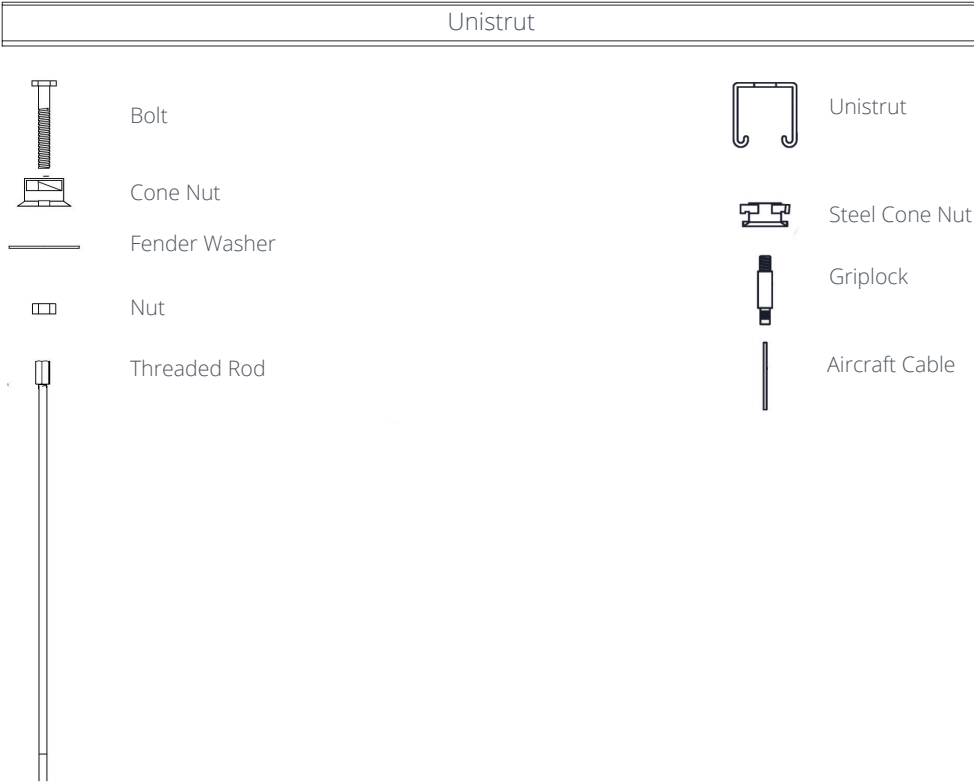 Unistrut
Bolt
Cone Nut
Fender Washer
Nut
Threaded Rod
Unistrut
Steel Cone Nut
Griplock
Aircraft Cable